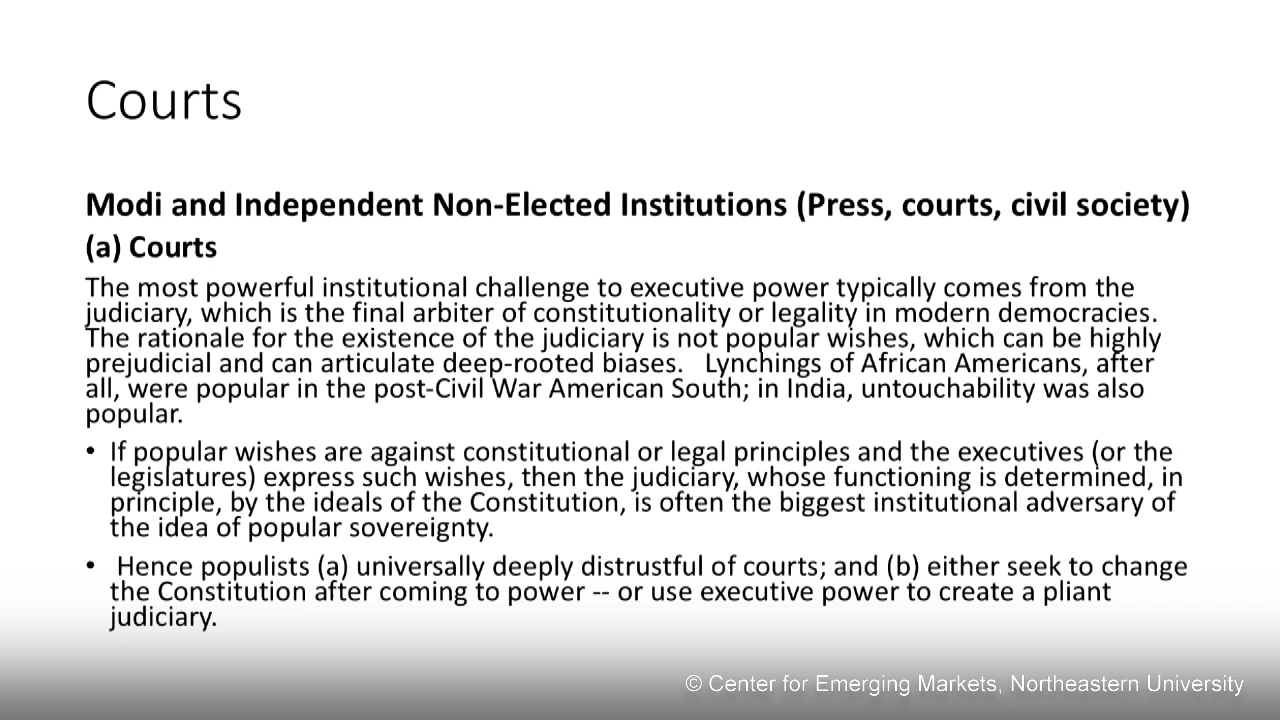 Courts
Modi and Independent Non-Elected Institutions (Press, courts, civil society)
(a) Courts
The most powerful institutional challenge to executive power typically comes from the
judiciary, which is the final arbiter of constitutionality or legality in modern democracies.
The rationale for the existence of the judiciary is not popular wishes, which can be highly
prejudicial and can articulate deep-rooted biases.   Lynchings of African Americans, after
all, were popular in the post-Civil War American South; in India, untouchability was also
popular.
• If popular wishes are against constitutional or legal principles and the executives (or the
legislatures) express such wishes, then the judiciary, whose functioning is determined, in
principle, by the ideals of the Constitution, is often the biggest institutional adversary of
the idea of popular sovereignty.
• Hence populists (a) universally deeply distrustful of courts; and (b) either seek to change
the Constitution after coming to power -- or use executive power to create a pliant
judiciary.
© Center for Emerging Markets, Northeastern University